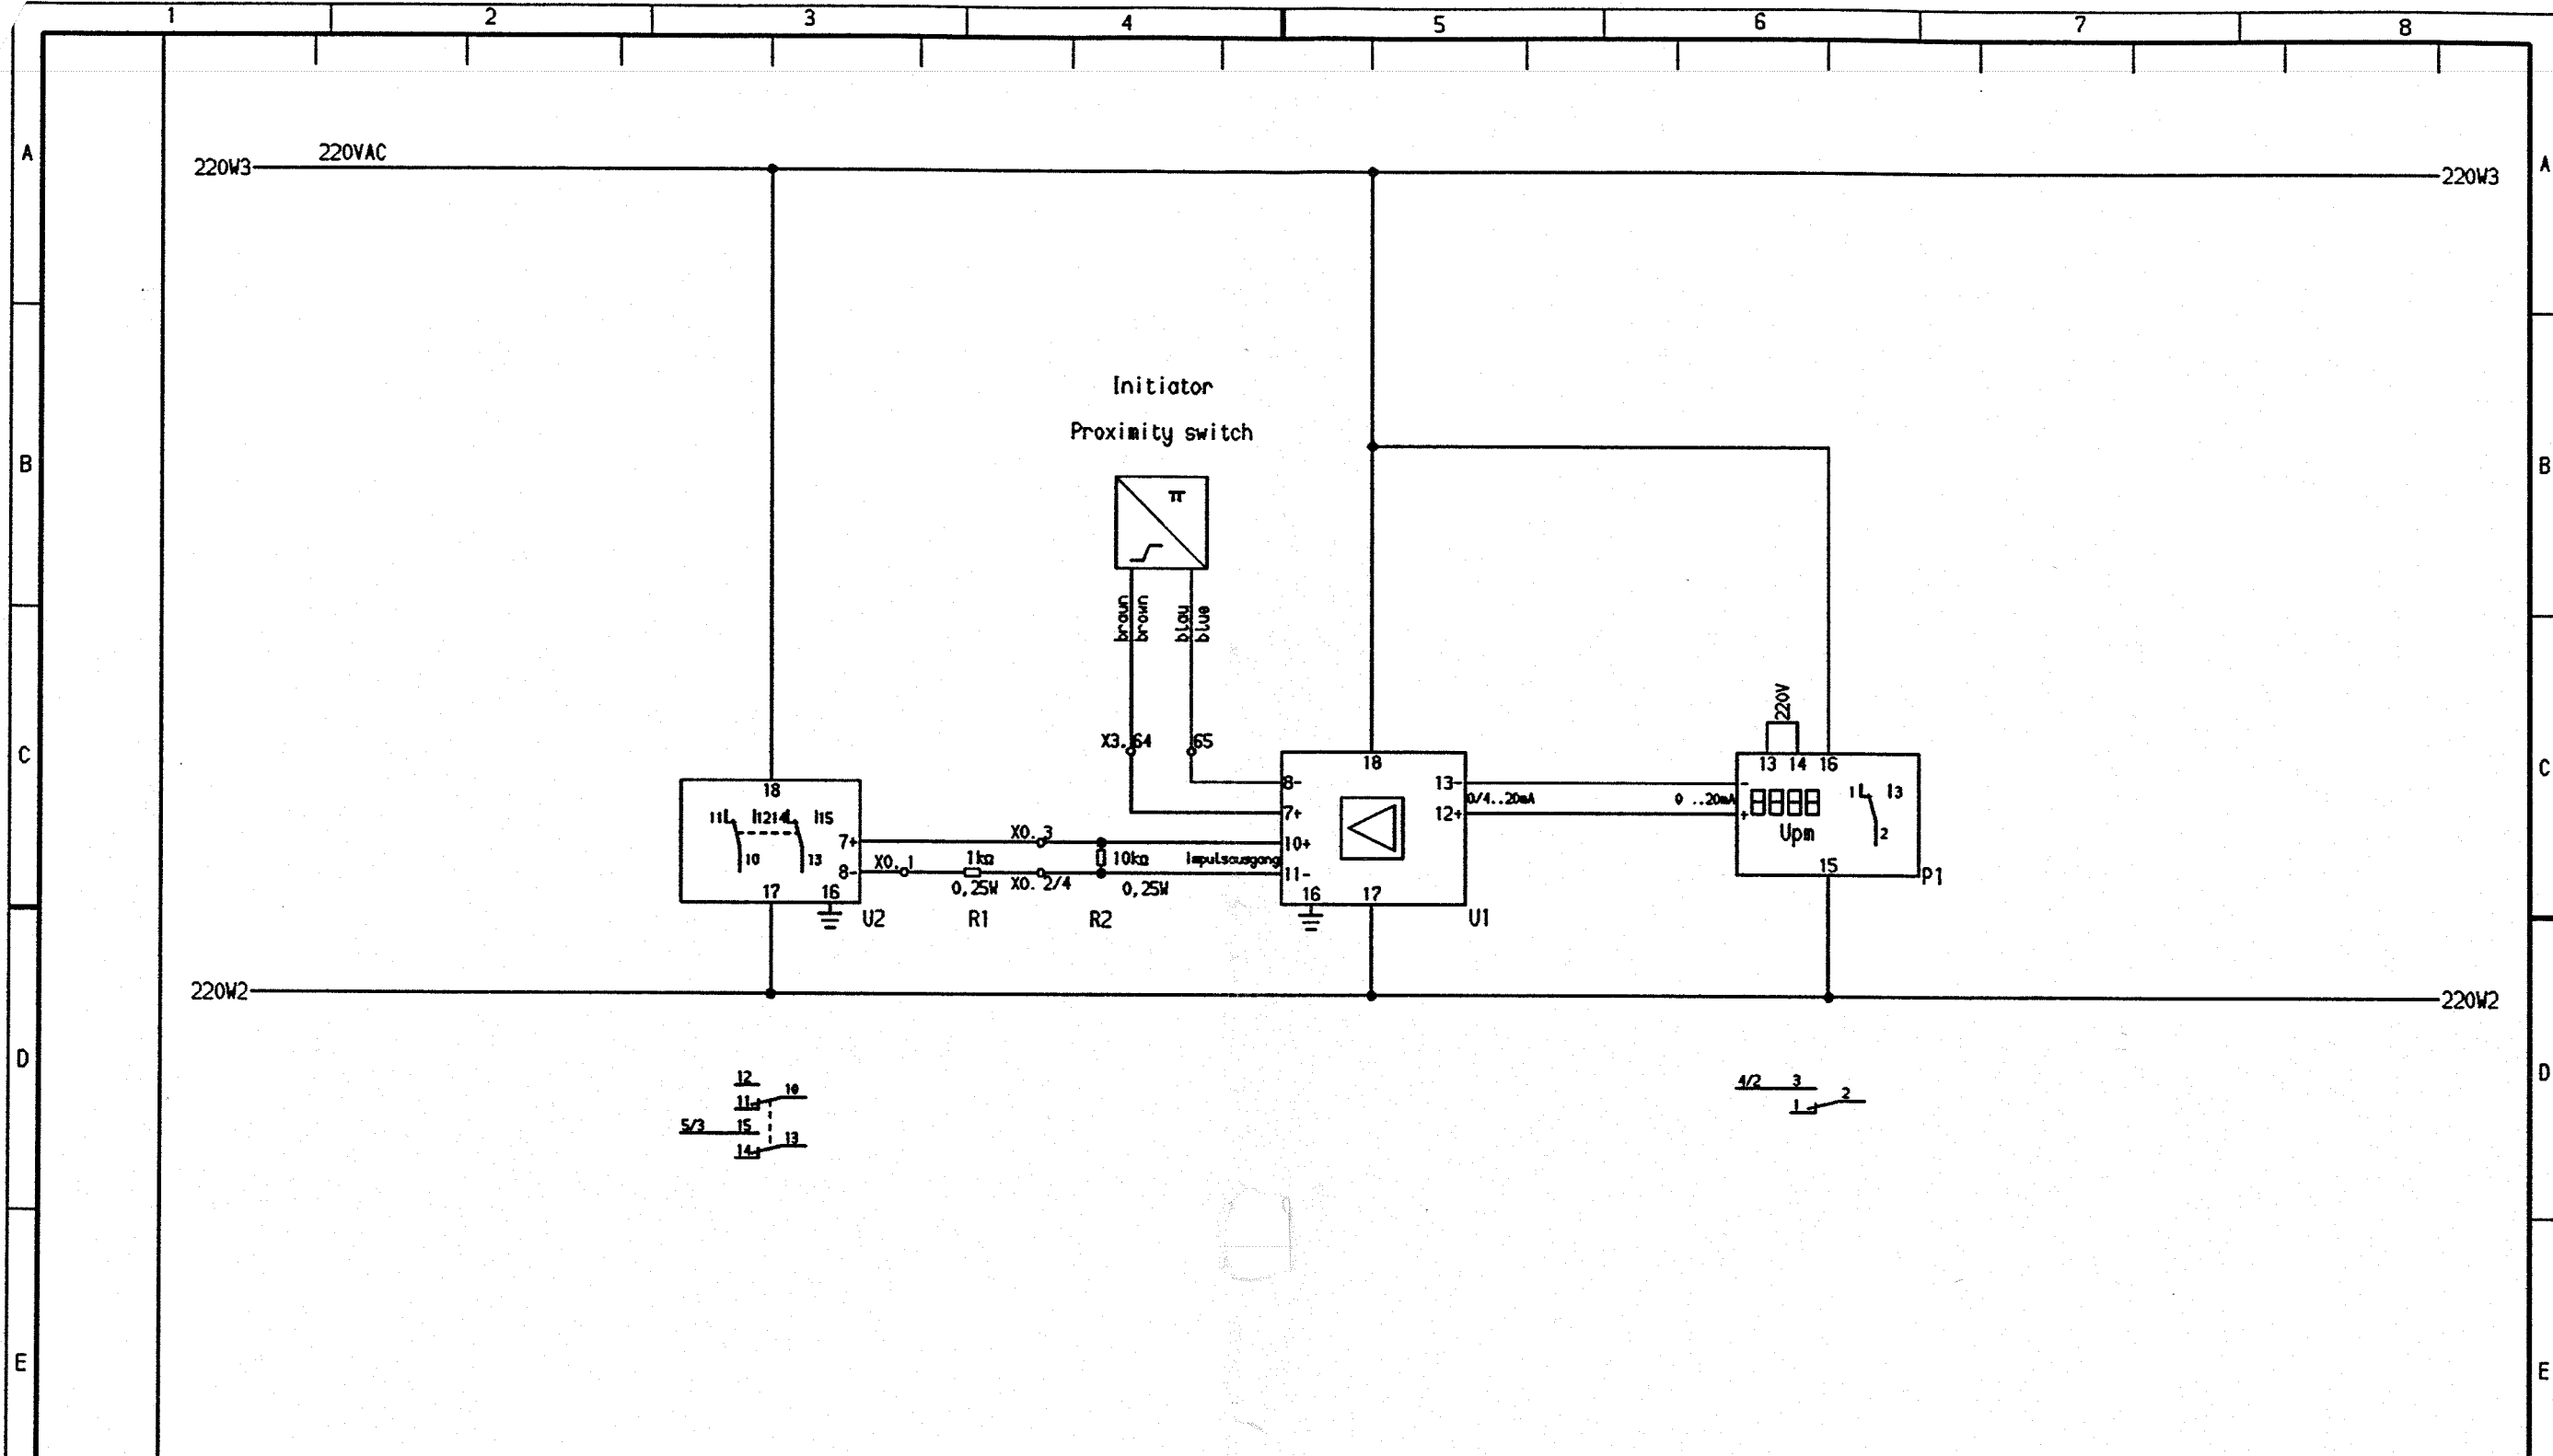 1 2 3 4 5 6 7 8
A A
220VAC
220W3 220W3
Initiator
Proximity switch
B B
π
braun
brown
blau
blue
220V
X3. 64 65
C C
18
11 12 14 15
10 13
7+
8-
17 16
U2
X0. 3
X0. 1
1kΩ
0,25W
X0. 2/4
10kΩ
0,25W
R1
R2
Impulsausgang
18
8-
7+
10+
11-
13-
12+
16 17
U1
0/4..20mA
0 ..20mA
13 14 16
-
+
Upm
1 3
2
15
P1
220W2 220W2
D D
12
10
11
5/3 15
13
14
4/2 3
2
1
E E